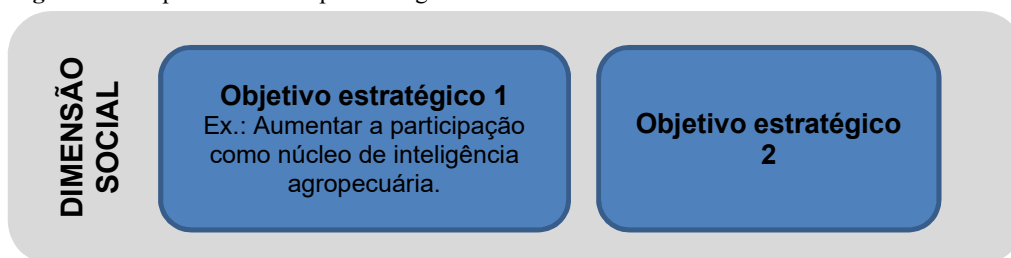 DIMENSÃO
SOCIAL
Objetivo estratégico 1
Ex.: Aumentar a participação
como núcleo de inteligência
agropecuária.
Objetivo estratégico
2